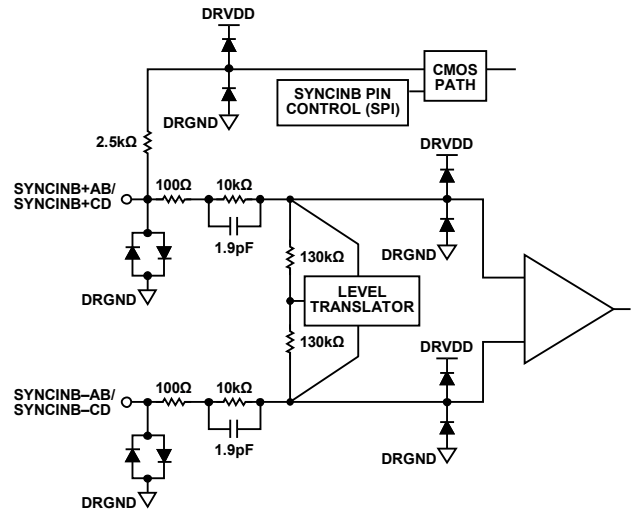 DRVDD
CMOS
PATH
SYNCINB PIN
CONTROL (SPI)
DRGND
2.5kΩ
DRVDD
SYNCINB+AB/
SYNCINB+CD
100Ω
10kΩ
1.9pF
DRGND
130kΩ
LEVEL
TRANSLATOR
DRGND
130kΩ
DRVDD
SYNCINB–AB/
SYNCINB–CD
100Ω
10kΩ
1.9pF
DRGND
DRGND